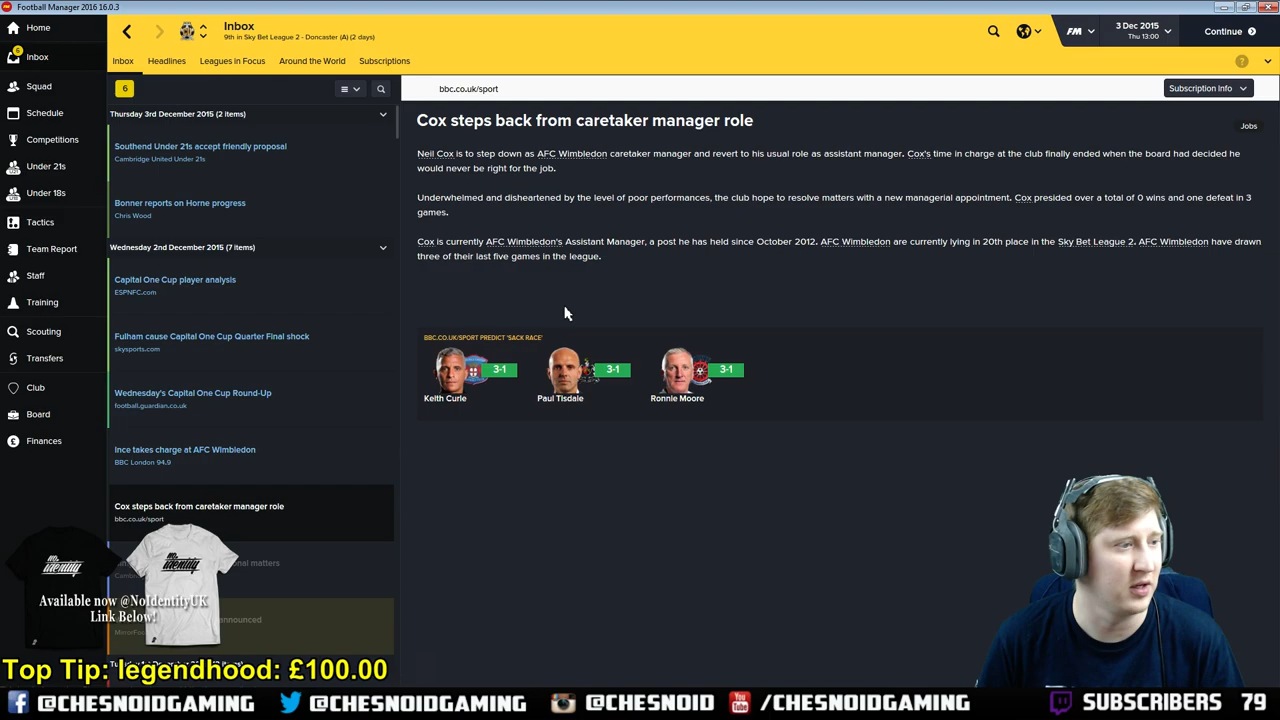 Football Manager 2016 16.0.3
Home
Inbox
6
Squad
Schedule
Competitions
Under 21s
Under 18s
Tactics
Team Report
Staff
Training
Scouting
Transfers
Club
Board
Finances
Inbox
9th in Sky Bet League 2 - Doncaster (A) (2 days)
FM
3 Dec 2015
Thu 13:00
Continue
Inbox
Headlines
Leagues in Focus
Around the World
Subscriptions
?
6
Thursday 3rd December 2015 (2 items)
Southend Under 21s accept friendly proposal
Cambridge United Under 21s
Bonner reports on Horne progress
Chris Wood
Wednesday 2nd December 2015 (7 items)
Capital One Cup player analysis
ESPNFC.com
Fulham cause Capital One Cup Quarter Final shock
skysports.com
Wednesday's Capital One Cup Round-Up
football.guardian.co.uk
Ince takes charge at AFC Wimbledon
BBC London 94.9
Cox steps back from caretaker manager role
bbc.co.uk/sport
onal matters
announced
bbc.co.uk/sport
Subscription Info
Cox steps back from caretaker manager role
Jobs
Neil Cox is to step down as AFC Wimbledon caretaker manager and revert to his usual role as assistant manager. Cox's time in charge at the club finally ended when the board had decided he
would never be right for the job.
Underwhelmed and disheartened by the level of poor performances, the club hope to resolve matters with a new managerial appointment. Cox presided over a total of 0 wins and one defeat in 3
games.
Cox is currently AFC Wimbledon's Assistant Manager, a post he has held since October 2012. AFC Wimbledon are currently lying in 20th place in the Sky Bet League 2. AFC Wimbledon have drawn
three of their last five games in the league.
BBC.CO.UK/SPORT PREDICT 'SACK RACE'
3-1
3-1
3-1
Keith Curle
Paul Tisdale
Ronnie Moore
No.
identity
No.
identity
Available now @NoIdentityUK
Link Below!
Top Tip: legendhood: £100.00
@CHESNOIDGAMING
@CHESNOIDGAMING
@CHESNOIDGAMING
You Tube
/CHESNOIDGAMING
SUBSCRIBERS 79